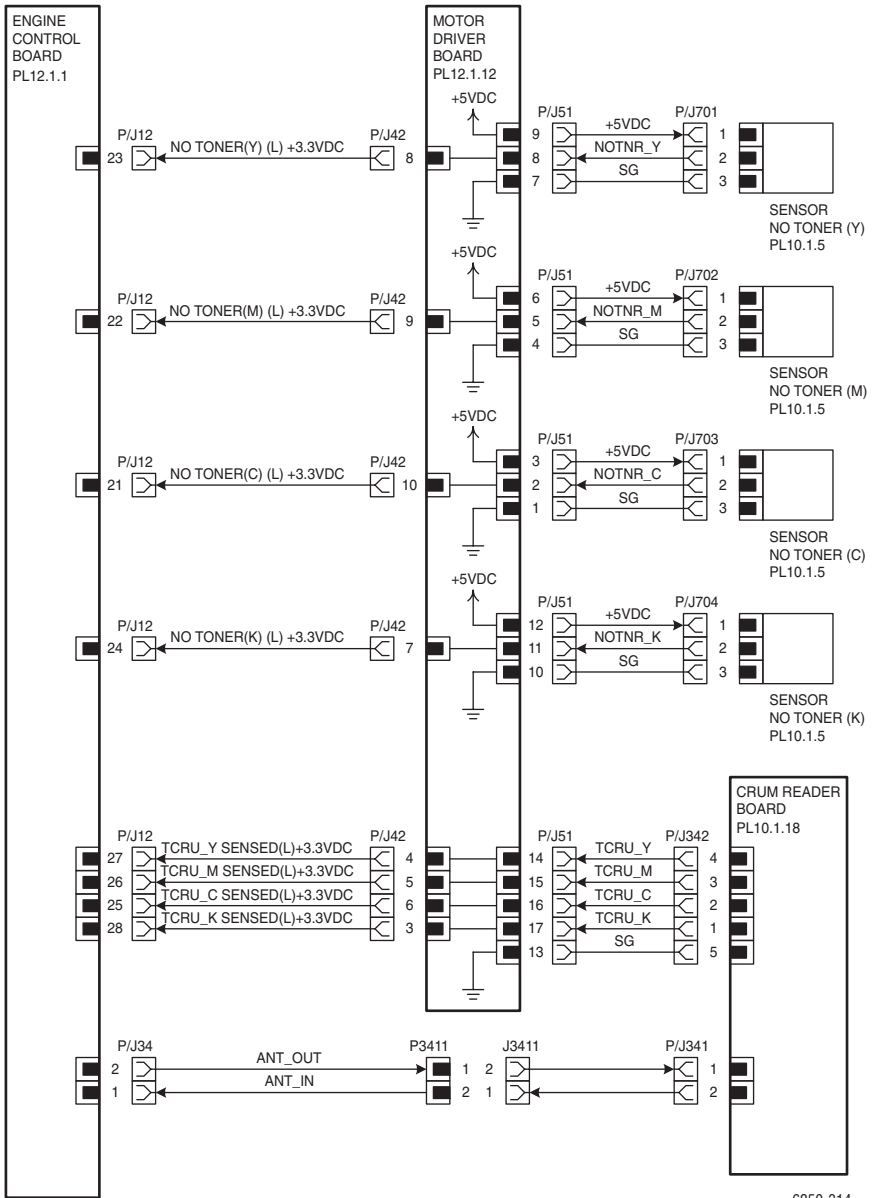 ENGINE
CONTROL
BOARD
PL12.1.1
MOTOR
DRIVER
BOARD
PL12.1.12
+5VDC
P/J51 P/J701
P/J12 P/J42
9 +5VDC 1
23 NO TONER(Y) (L) +3.3VDC 8 8 NOTNR_Y 2
7 SG 3
SENSOR
NO TONER (Y)
PL10.1.5
+5VDC
P/J51 P/J702
P/J12 P/J42
6 +5VDC 1
22 NO TONER(M) (L) +3.3VDC 9 5 NOTNR_M 2
4 SG 3
SENSOR
NO TONER (M)
PL10.1.5
+5VDC
P/J51 P/J703
P/J12 P/J42
3 +5VDC 1
21 NO TONER(C) (L) +3.3VDC 10 2 NOTNR_C 2
1 SG 3
SENSOR
NO TONER (C)
PL10.1.5
+5VDC
P/J51 P/J704
P/J12 P/J42
12 +5VDC 1
24 NO TONER(K) (L) +3.3VDC 7 11 NOTNR_K 2
10 SG 3
SENSOR
NO TONER (K)
PL10.1.5
CRUM READER
BOARD
PL10.1.18
P/J12 P/J42 P/J51 P/J342
27 TCRU_Y SENSED(L)+3.3VDC 4 14 TCRU_Y 4
26 TCRU_M SENSED(L)+3.3VDC 5 15 TCRU_M 3
25 TCRU_C SENSED(L)+3.3VDC 6 16 TCRU_C 2
28 TCRU_K SENSED(L)+3.3VDC 3 17 TCRU_K 1
13 SG 5
P/J34 P3411 J3411 P/J341
2 ANT_OUT 1 2 1
1 ANT_IN 2 1 2